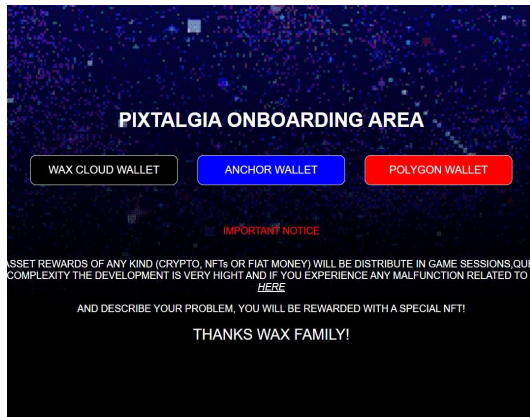 PIXTALGIA ONBOARDING AREA
WAX CLOUD WALLET ANCHOR WALLET POLYGON WALLET
IMPORTANT NOTICE
ASSET REWARDS OF ANY KIND (CRYPTO, NFTs OR FIAT MONEY) WILL BE DISTRIBUTE IN GAME SESSIONS,
COMPLEXITY THE DEVELOPMENT IS VERY HIGHT AND IF YOU EXPERIENCE ANY MALFUNCTION RELATED TO
HERE
AND DESCRIBE YOUR PROBLEM, YOU WILL BE REWARDED WITH A SPECIAL NFT!
THANKS WAX FAMILY!